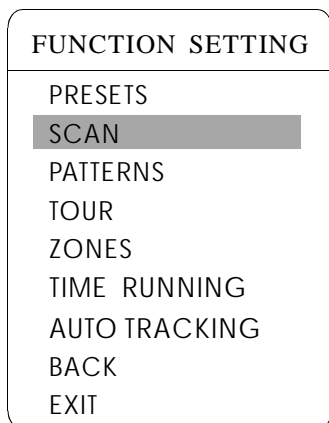 FUNCTION SETTING
PRESETS
SCAN
PATTERNS
TOUR
ZONES
TIME RUNNING
AUTO TRACKING
BACK
EXIT